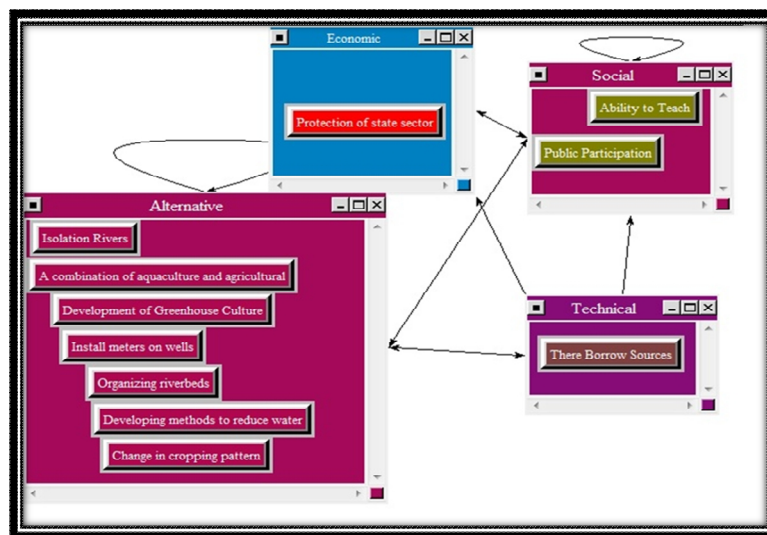 Economic
Protection of state sector
Social
Ability to Teach
Public Participation
Alternative
Isolation Rivers
A combination of aquaculture and agricultural
Development of Greenhouse Culture
Install meters on wells
Organizing riverbeds
Developing methods to reduce water
Change in cropping pattern
Technical
There Borrow Sources